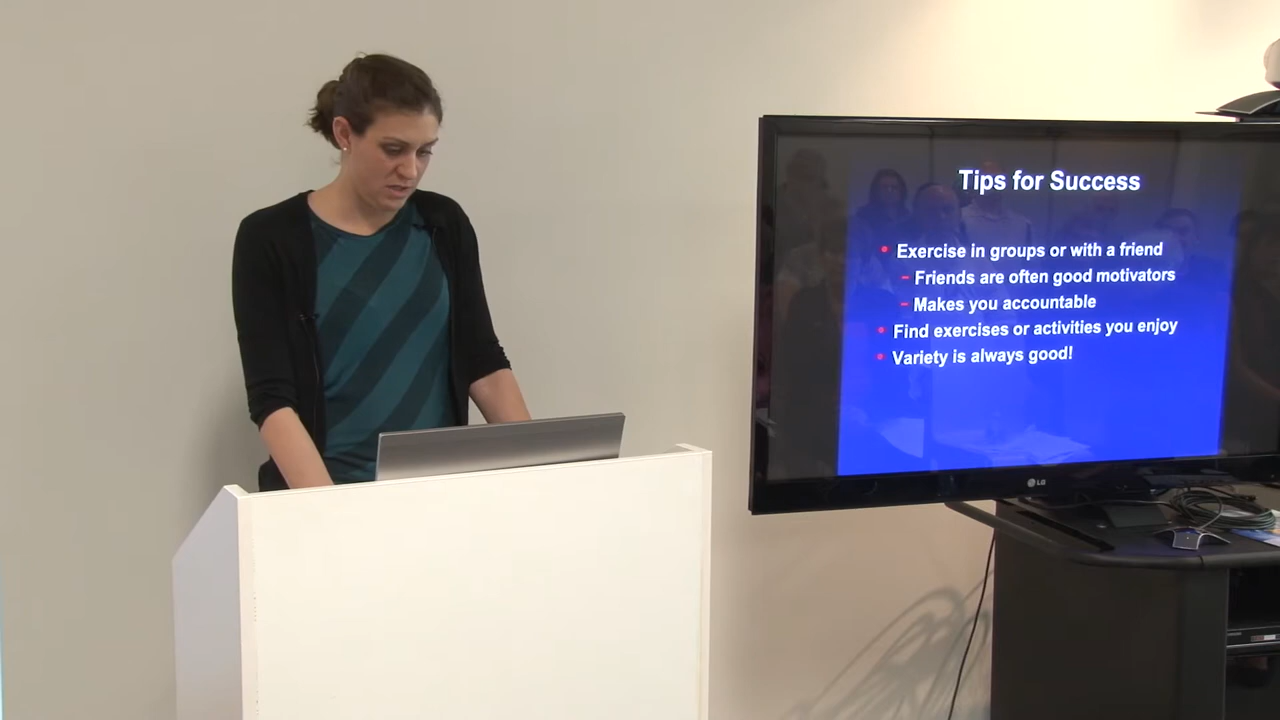 Tips for Success
• Exercise in groups or with a friend
– Friends are often good motivators
– Makes you accountable
• Find exercises or activities you enjoy
• Variety is always good!
LG